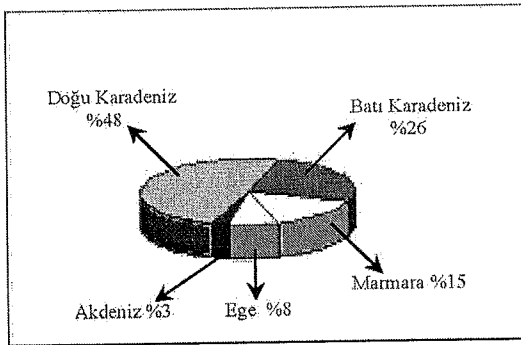 Doğu Karadeniz
%48
Batı Karadeniz
%26
Marmara %15
Ege %8
Akdeniz %3